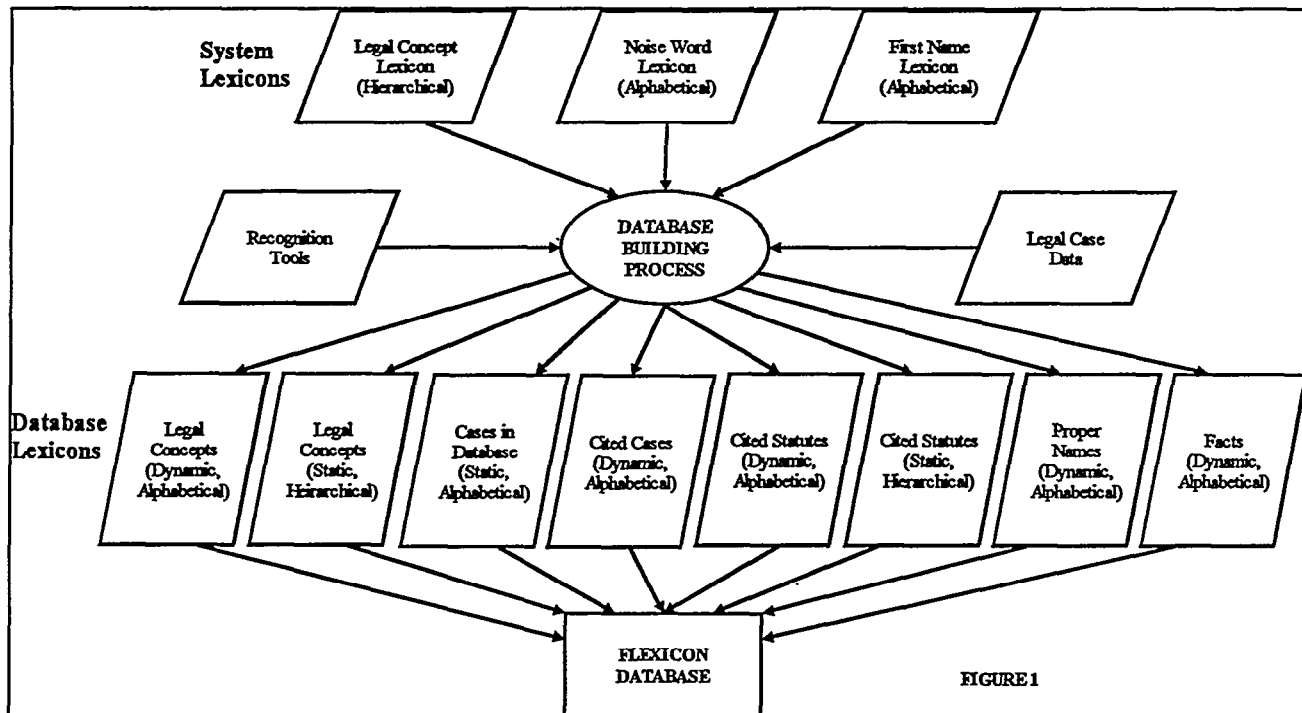 System
Lexicons
Legal Concept
Lexicon
(Hierarchical)
Noise Word
Lexicon
(Alphabetical)
First Name
Lexicon
(Alphabetical)
Recognition
Tools
DATABASE
BUILDING
PROCESS
Legal Case
Data
Database
Lexicons
Legal
Concepts
(Dynamic,
Alphabetical)
Legal
Concepts
(Static,
Heirarchical)
Cases in
Database
(Static,
Alphabetical)
Cited Cases
(Dynamic,
Alphabetical)
Cited Statutes
(Dynamic,
Alphabetical)
Cited Statutes
(Static,
Hierarchical)
Proper
Names
(Dynamic,
Alphabetical)
Facts
(Dynamic,
Alphabetical)
FLEXICON
DATABASE
FIGURE 1